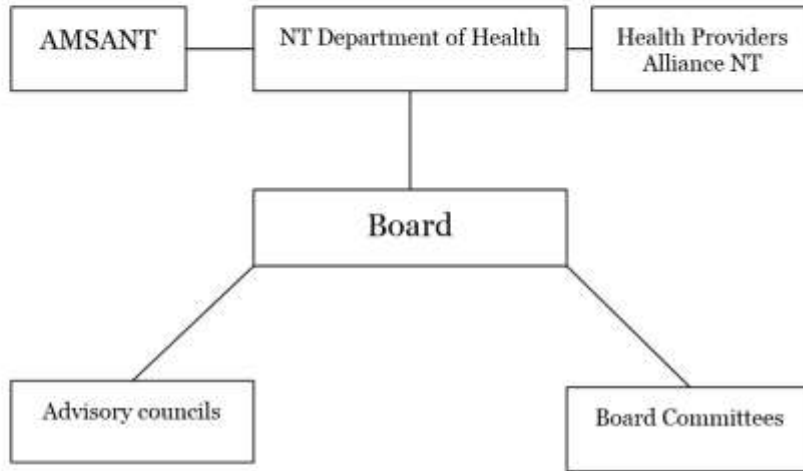 AMSANT
NT Department of Health
Health Providers
Alliance NT
Board
Advisory councils
Board Committees